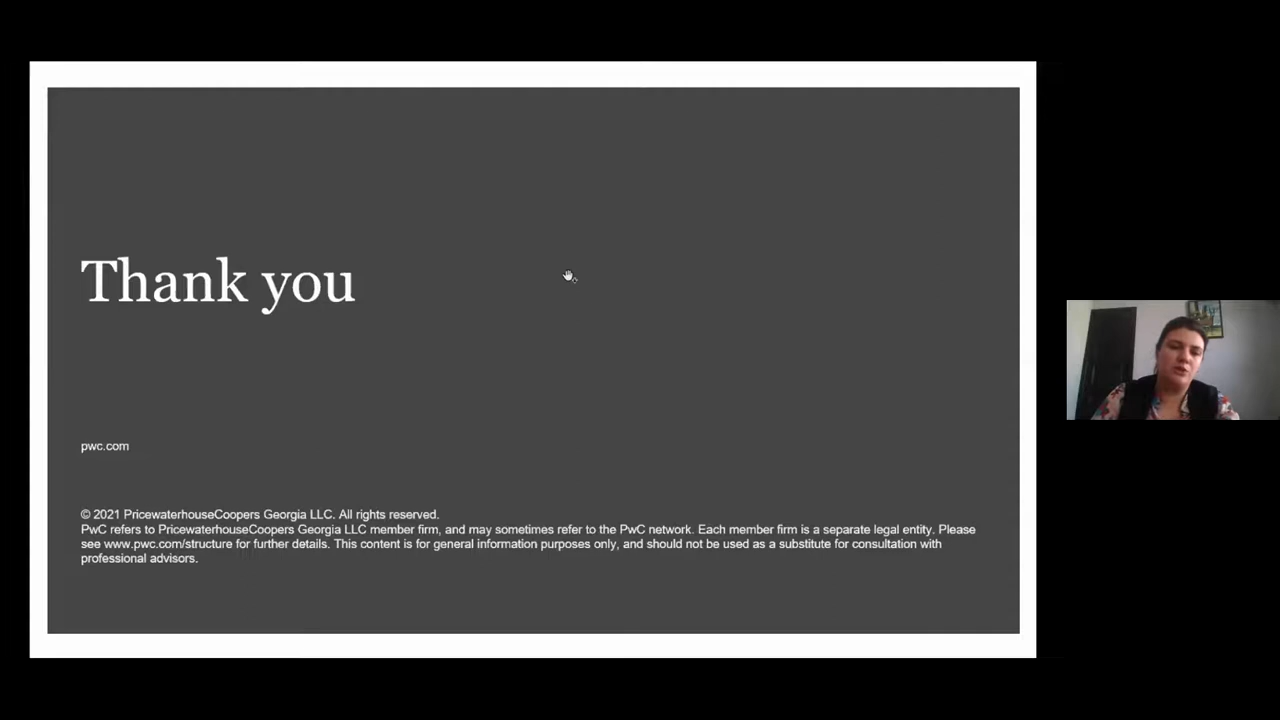 Thank you
pwc.com
© 2021 PricewaterhouseCoopers Georgia LLC. All rights reserved.
PwC refers to PricewaterhouseCoopers Georgia LLC member firm, and may sometimes refer to the PwC network. Each member firm is a separate legal entity. Please
see www.pwc.com/structure for further details. This content is for general information purposes only, and should not be used as a substitute for consultation with
professional advisors.